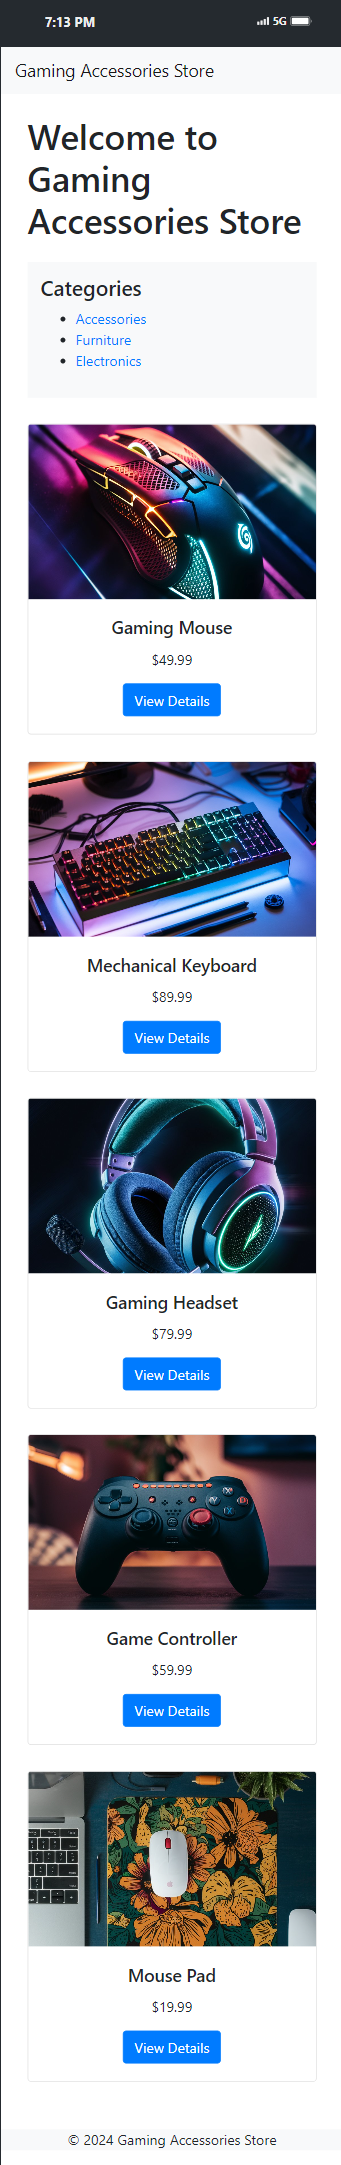 7:13 PM
5G
Gaming Accessories Store
Welcome to
Gaming
Accessories Store
Categories
Accessories
Furniture
Electronics
Gaming Mouse
$49.99
View Details
Mechanical Keyboard
$89.99
View Details
Gaming Headset
$79.99
View Details
Game Controller
$59.99
View Details
Mouse Pad
$19.99
View Details
© 2024 Gaming Accessories Store